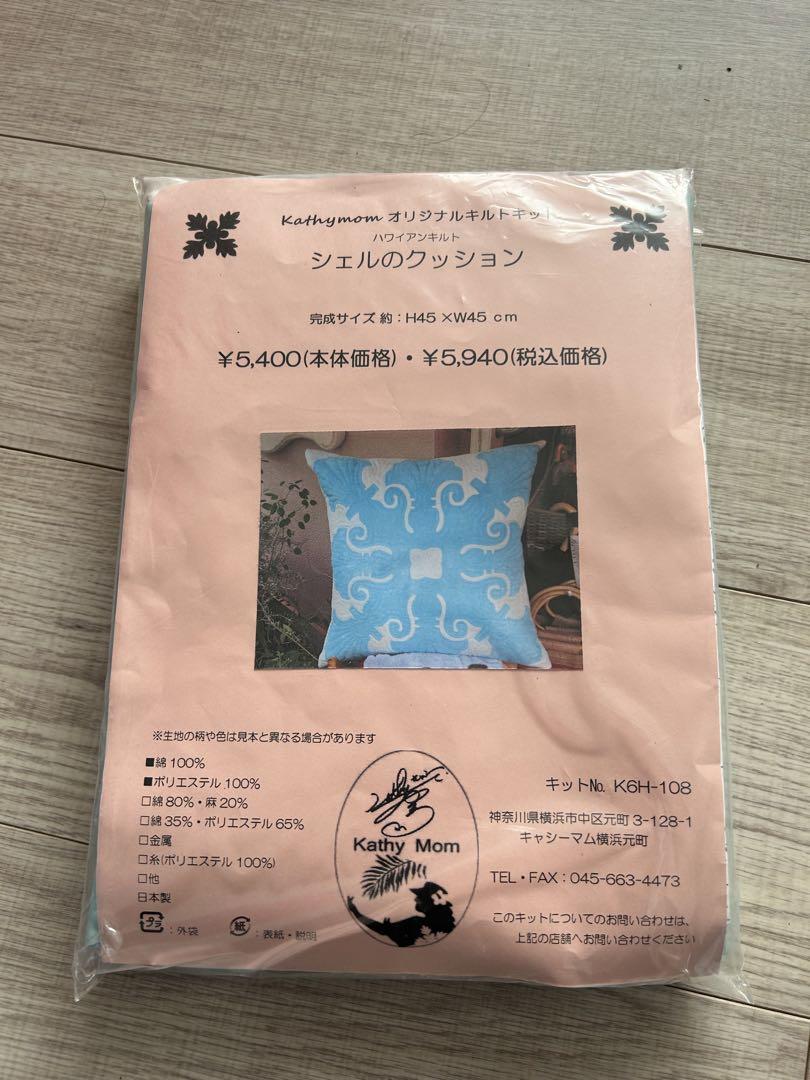 Kathymom オリジナルキルトキット
ハワイアンキルト
シェルのクッション
完成サイズ 約：H45 ×W45 cm
¥5,400(本体価格)・¥5,940(税込価格)
※生地の柄や色は見本と異なる場合があります
■綿 100%
■ポリエステル 100%
□綿 80%・麻 20%
□綿 35%・ポリエステル 65%
□金属
□糸(ポリエステル 100%)
□他
日本製
プラ：外袋
紙：表紙・説明
Kathy Mom
キット№ K6H-108
神奈川県横浜市中区元町 3-128-1
キャシーマム横浜元町
TEL・FAX：045-663-4473
このキットについてのお問い合わせは、
上記の店舗へお問い合わせください